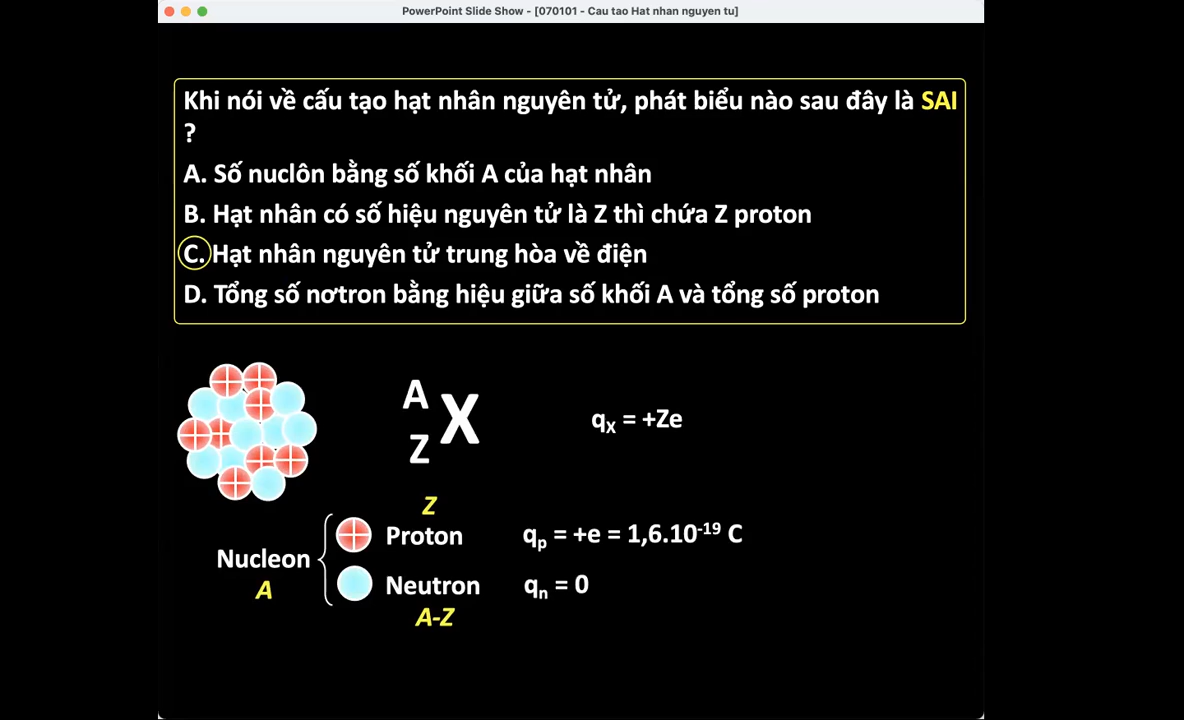 PowerPoint Slide Show - [070101 - Cau tao Hat nhan nguyen tu]
Khi nói về cấu tạo hạt nhân nguyên tử, phát biểu nào sau đây là SAI
?
A. Số nuclôn bằng số khối A của hạt nhân
B. Hạt nhân có số hiệu nguyên tử là Z thì chứa Z proton
C. Hạt nhân nguyên tử trung hòa về điện
D. Tổng số nơtron bằng hiệu giữa số khối A và tổng số proton
A
X
Z
qX = +Ze
Z
Proton
qp = +e = 1,6.10-19 C
Nucleon
A
Neutron
qn = 0
A-Z